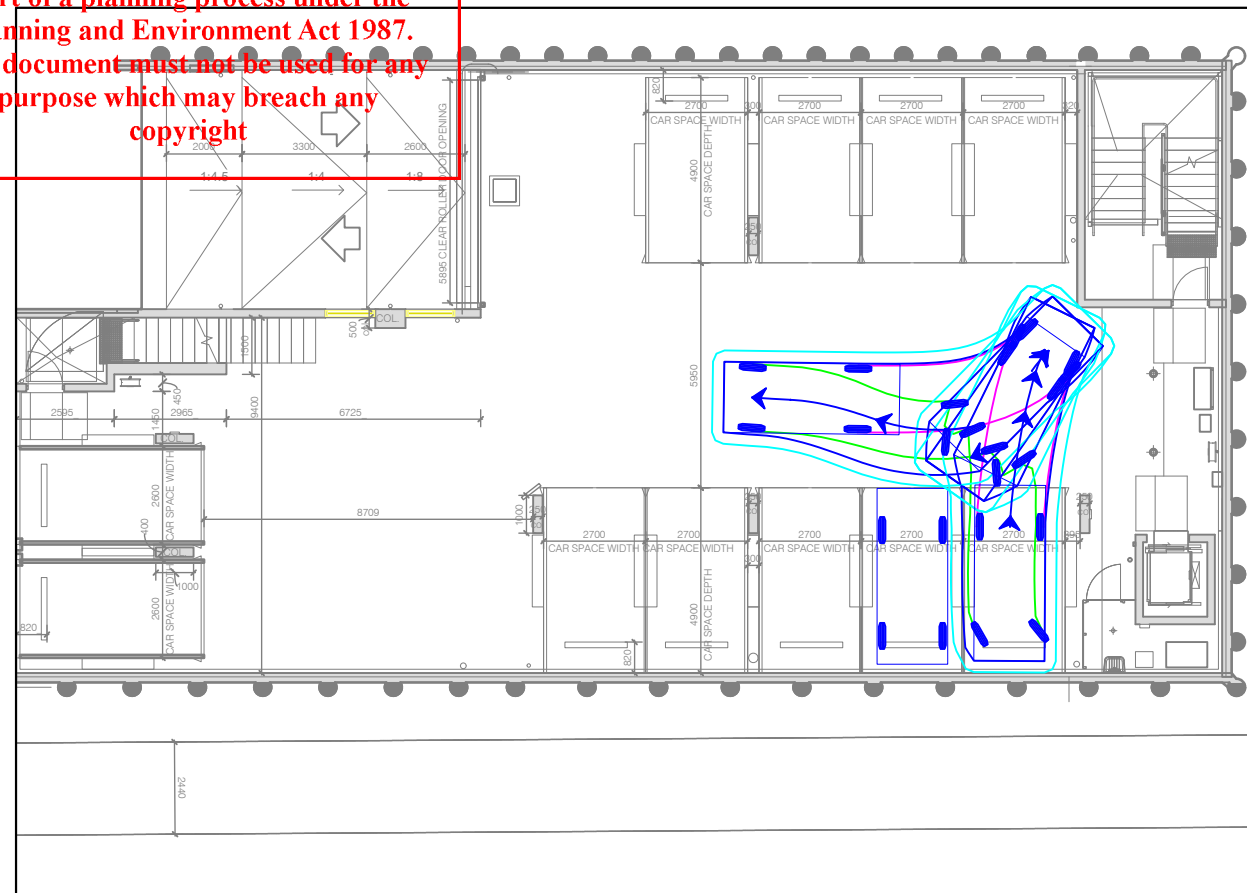 rt of a planning process under the
nning and Environment Act 1987.
document must not be used for any
purpose which may breach any
copyright
2000
3300
2600
1:4.5
1:4
1:8
5895 CLEAR ROLLER DOOR OPENING
820
2700
300
2700
2700
2700
320
CAR SPACE WIDTH
CAR SPACE WIDTH
CAR SPACE WIDTH
CAR SPACE WIDTH
4900
CAR SPACE DEPTH
COL.
500
1500
5950
9400
450
1450
2595
2965
6725
COL.
2600
CAR SPACE WIDTH
400
COL.
8709
1000
2600
CAR SPACE WIDTH
820
1000
2700
2700
2700
2700
2700
CAR SPACE WIDTH
CAR SPACE WIDTH
CAR SPACE WIDTH
CAR SPACE WIDTH
CAR SPACE WIDTH
300
4900
CAR SPACE DEPTH
820
2440